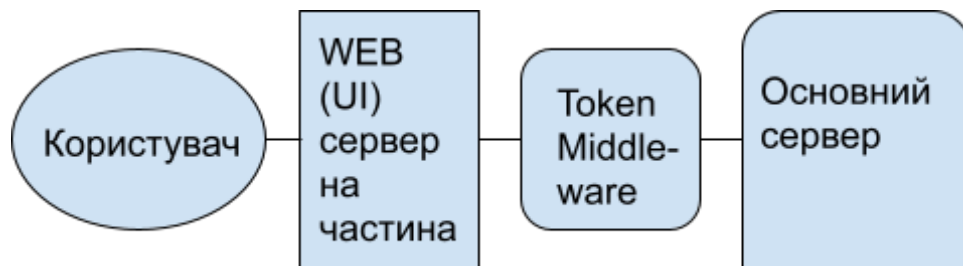 Користувач
WEB
(UI)
сервер
на
частина
Token
Middle-
ware
Основний
сервер